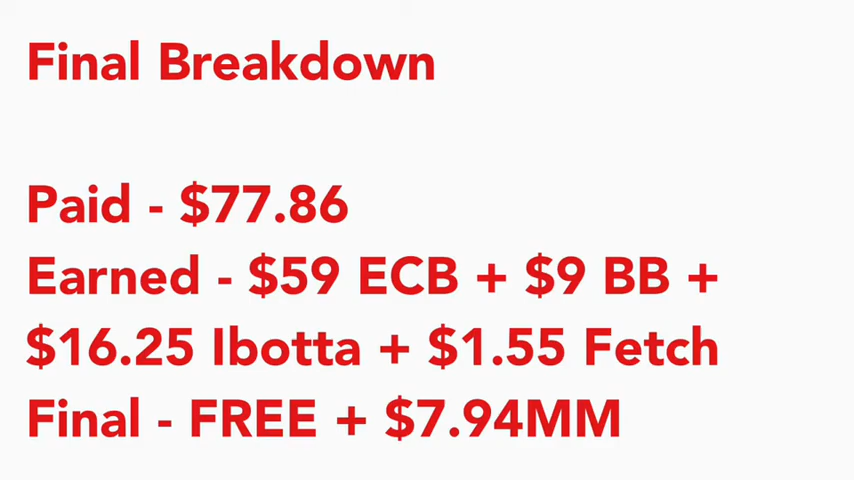 Final Breakdown
Paid - $77.86
Earned - $59 ECB + $9 BB +
$16.25 Ibotta + $1.55 Fetch
Final - FREE + $7.94MM